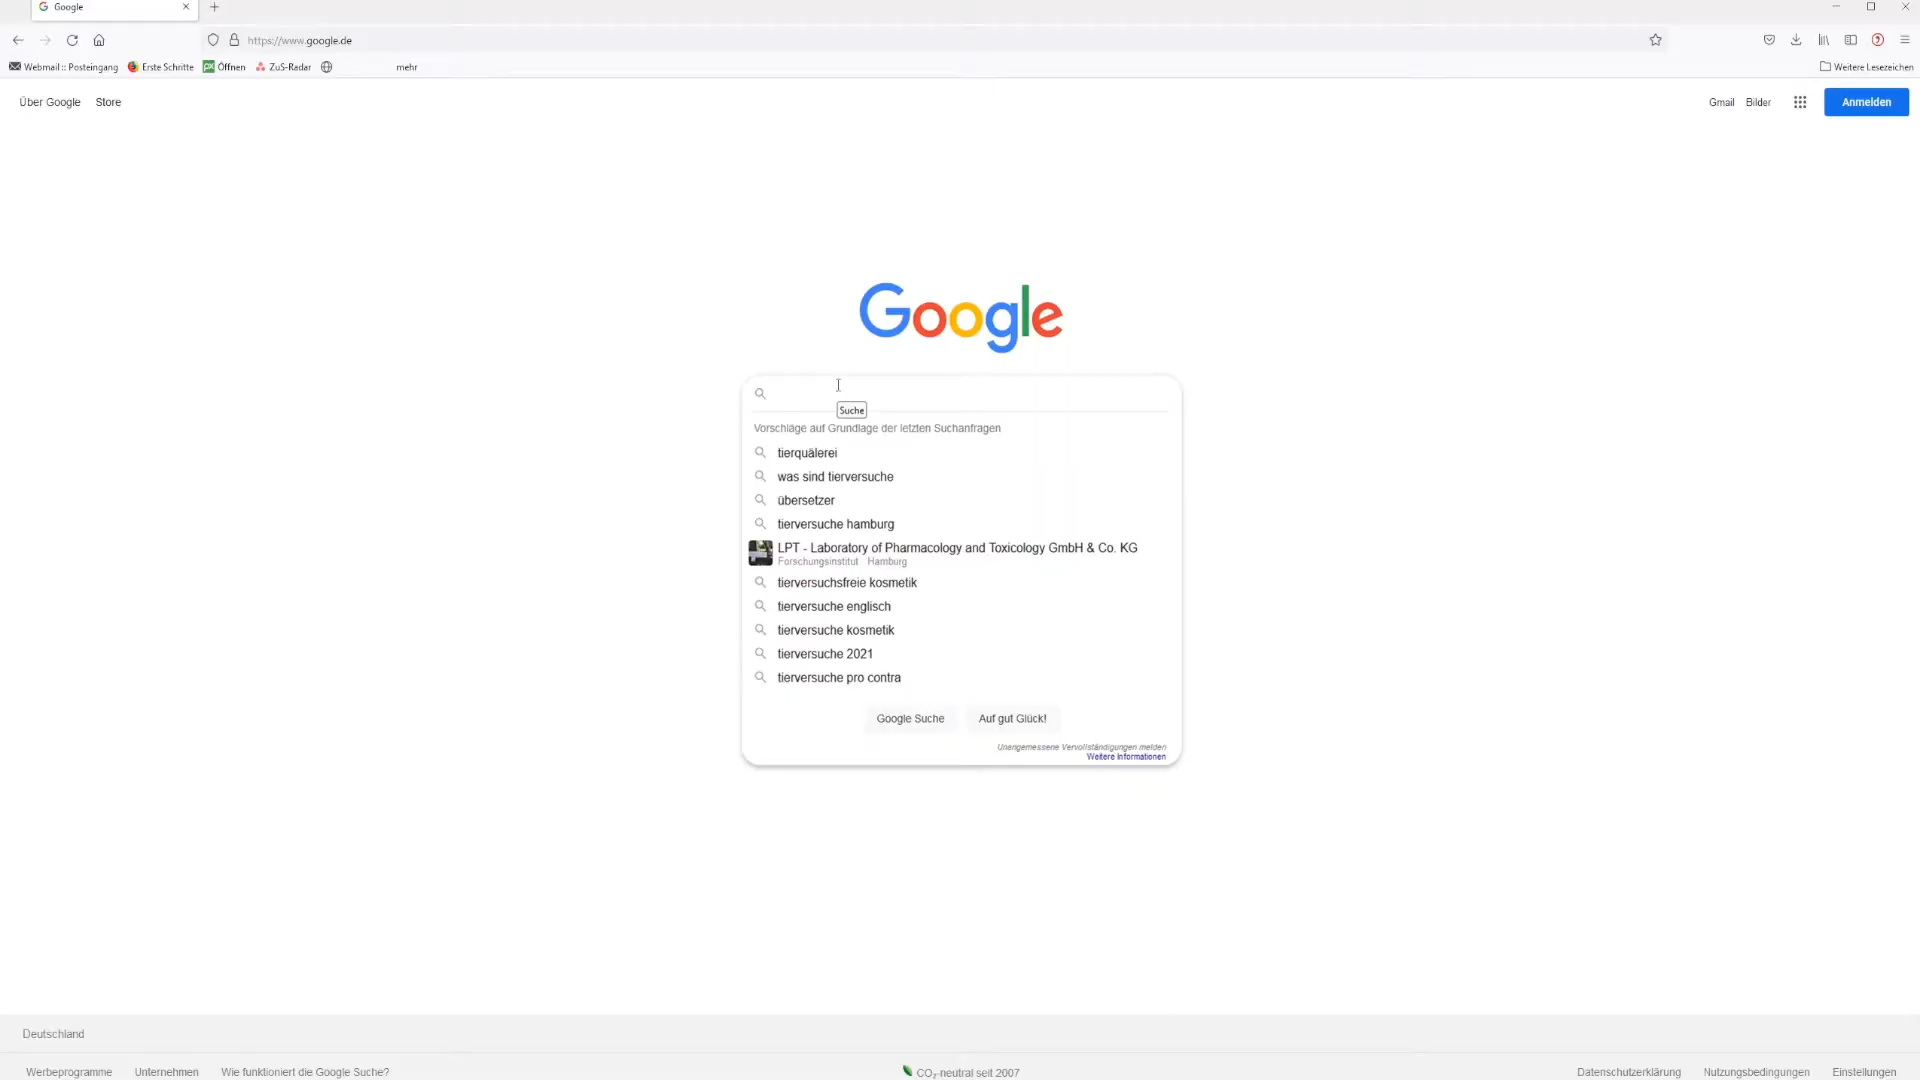 Google
https://www.google.de
Webmail :: Posteingang Erste Schritte Öffnen ZuS-Radar mehr Weitere Lesezeichen
Über Google Store Gmail Bilder Anmelden
Google
Suche
Vorschläge auf Grundlage der letzten Suchanfragen
tierquälerei
was sind tierversuche
übersetzer
tierversuche hamburg
LPT - Laboratory of Pharmacology and Toxicology GmbH & Co. KG
Forschungsinstitut Hamburg
tierversuchsfreie kosmetik
tierversuche englisch
tierversuche kosmetik
tierversuche 2021
tierversuche pro contra
Google Suche Auf gut Glück!
Unangemessene Vervollständigungen melden
Weitere Informationen
Deutschland
Werbeprogramme Unternehmen Wie funktioniert die Google Suche? CO₂-neutral seit 2007 Datenschutzerklärung Nutzungsbedingungen Einstellungen